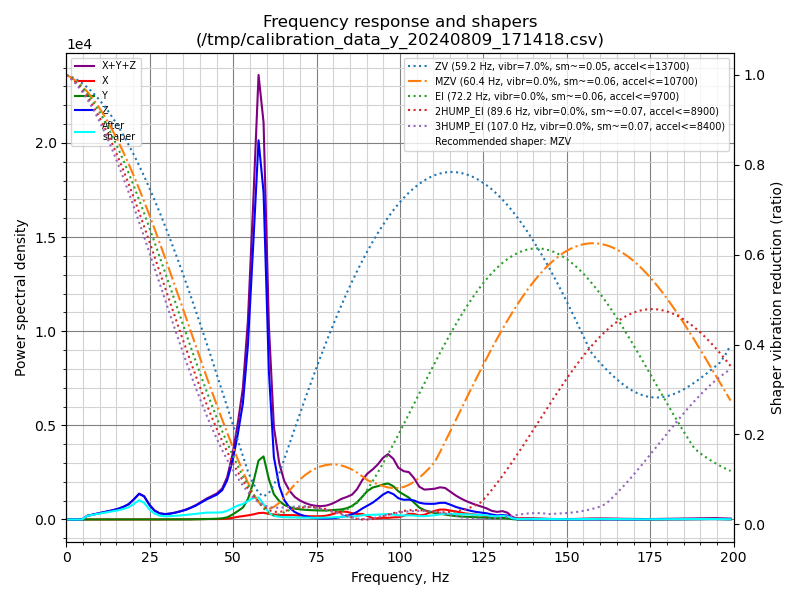 Frequency response and shapers
(/tmp/calibration_data_y_20240809_171418.csv)
1e4
X+Y+Z
X
Y
Z
After
shaper
ZV (59.2 Hz, vibr=7.0%, sm~=0.05, accel<=13700)
MZV (60.4 Hz, vibr=0.0%, sm~=0.06, accel<=10700)
EI (72.2 Hz, vibr=0.0%, sm~=0.06, accel<=9700)
2HUMP_EI (89.6 Hz, vibr=0.0%, sm~=0.07, accel<=8900)
3HUMP_EI (107.0 Hz, vibr=0.0%, sm~=0.07, accel<=8400)
Recommended shaper: MZV
Power spectral density
2.0
1.5
1.0
0.5
0.0
1.0
0.8
0.6
0.4
0.2
0.0
Shaper vibration reduction (ratio)
0 25 50 75 100 125 150 175 200
Frequency, Hz